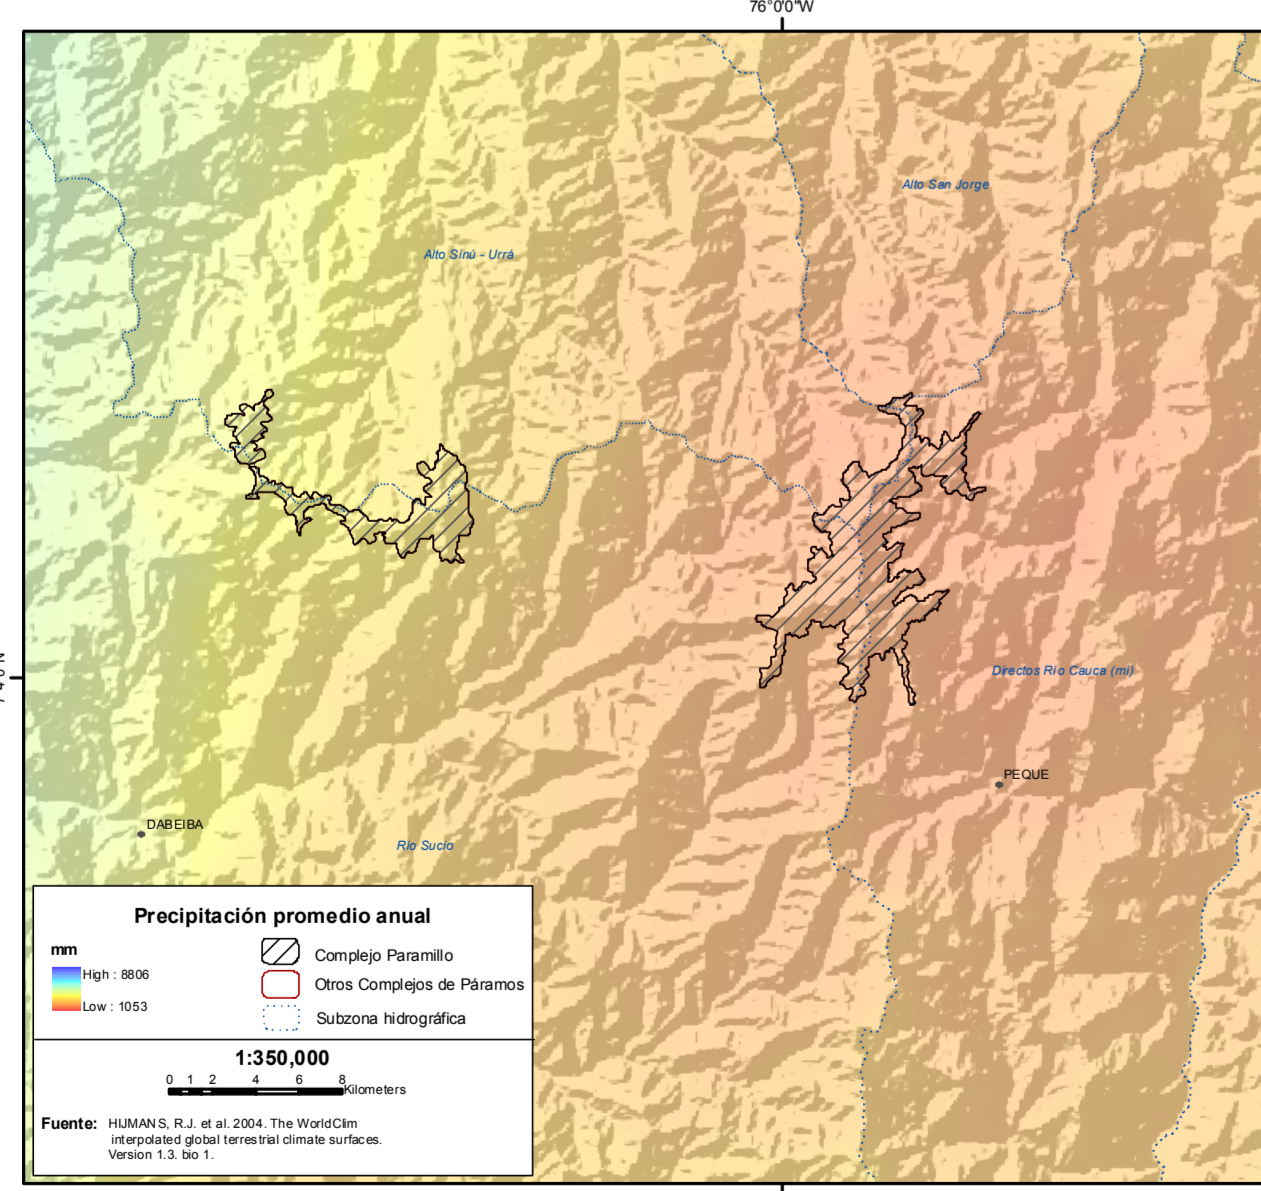 76°0'0"W
Alto San Jorge
Alto Sinú - Urrá
Directos Rio Cauca (mi)
PEQUE
DABEIBA
Rio Sucio
Precipitación promedio anual
mm
High : 8806
Low : 1053
Complejo Paramillo
Otros Complejos de Páramos
Subzona hidrográfica
1:350,000
0 1 2 4 6 8
Kilometers
Fuente: HIJMANS, R.J. et al. 2004. The WorldClim
interpolated global terrestrial climate surfaces.
Version 1.3. bio 1.